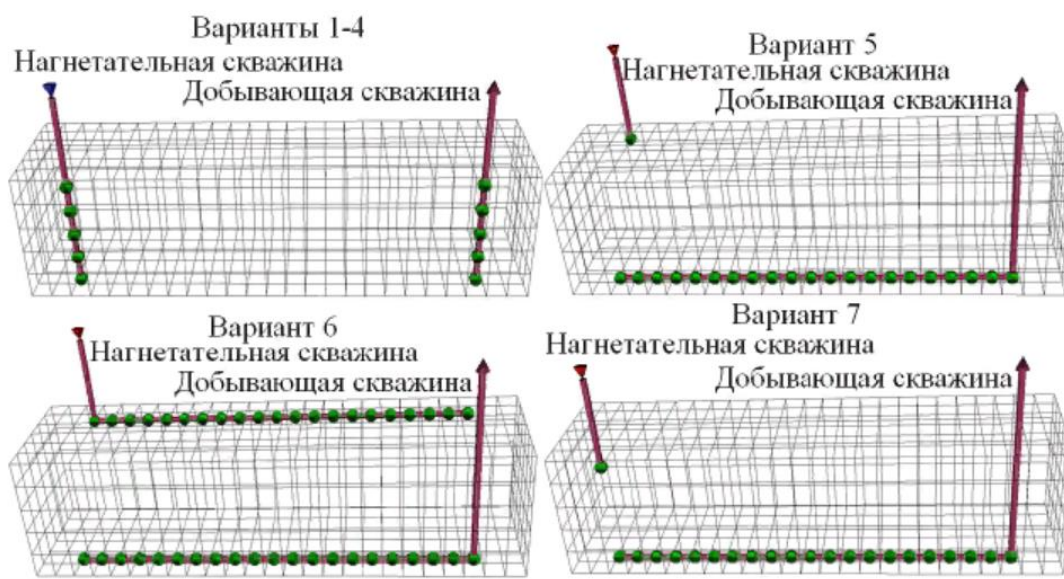 Варианты 1-4
Нагнетательная скважина
Добывающая скважина
Вариант 5
Нагнетательная скважина
Добывающая скважина
Вариант 6
Нагнетательная скважина
Добывающая скважина
Вариант 7
Нагнетательная скважина
Добывающая скважина